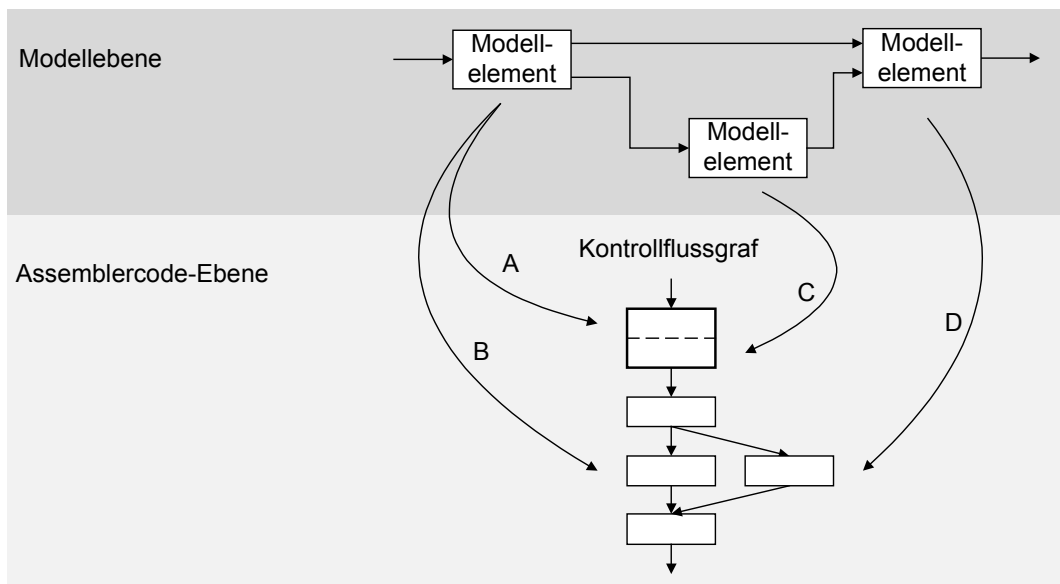 Modellebene
Modell-
element
Modell-
element
Modell-
element
Assemblercode-Ebene
Kontrollflussgraf
A
B
C
D